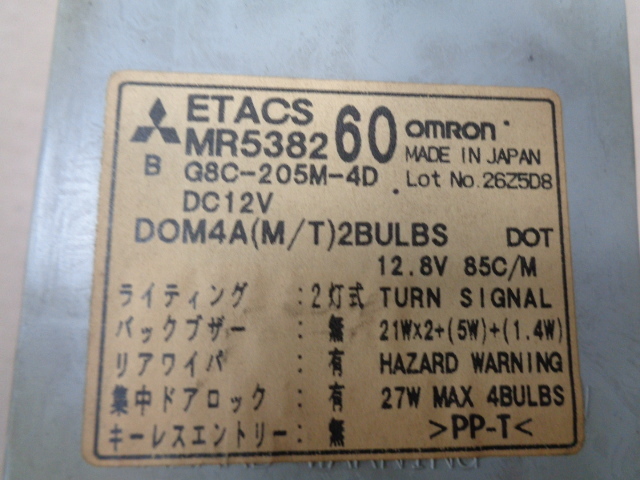 ETACS
MR538260 omron
B G8C-205M-4D MADE IN JAPAN
DC12V Lot No.26Z5D8
DOM4A(M/T)2BULBS DOT
12.8V 85C/M
ライティング :2灯式 TURN SIGNAL
バックブザー :無 21W×2+(5W)+(1.4W)
リアワイパ :有 HAZARD WARNING
集中ドアロック :有 27W MAX 4BULBS
キーレスエントリー:無 >PP-T<
WARNING